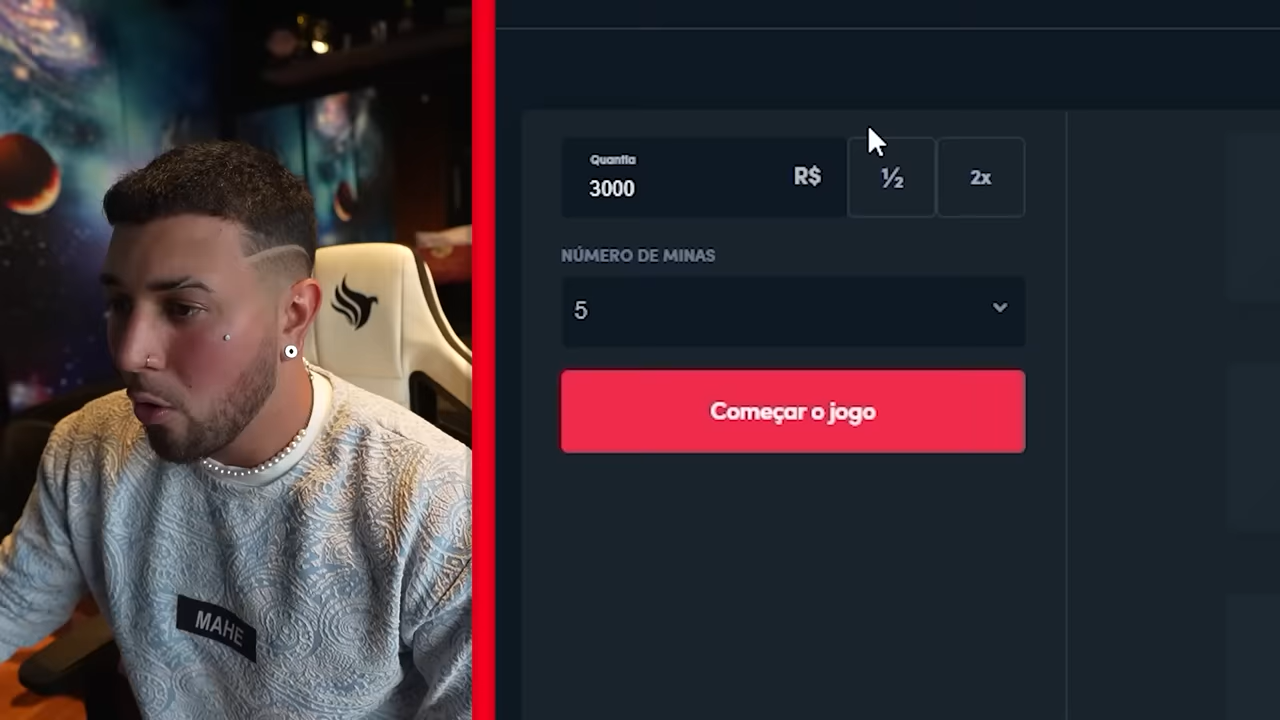 Quantia
3000
R$
½
2x
NÚMERO DE MINAS
5
Começar o jogo
MAHE